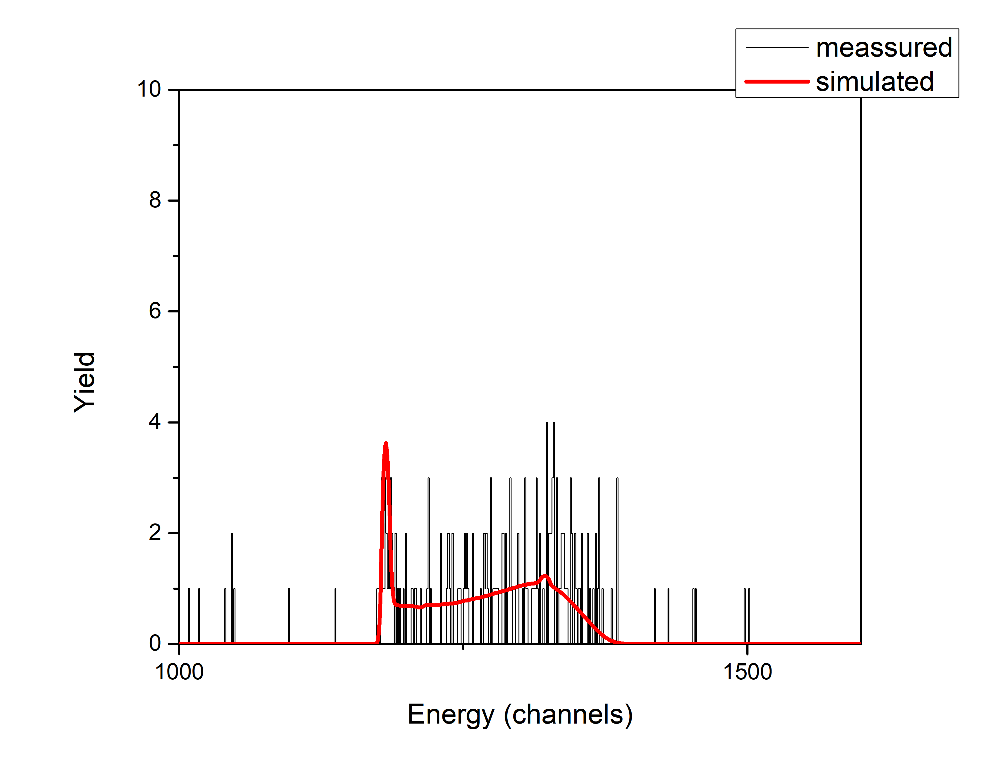 meassured
simulated
10
8
6
4
2
0
Yield
1000
1500
Energy (channels)